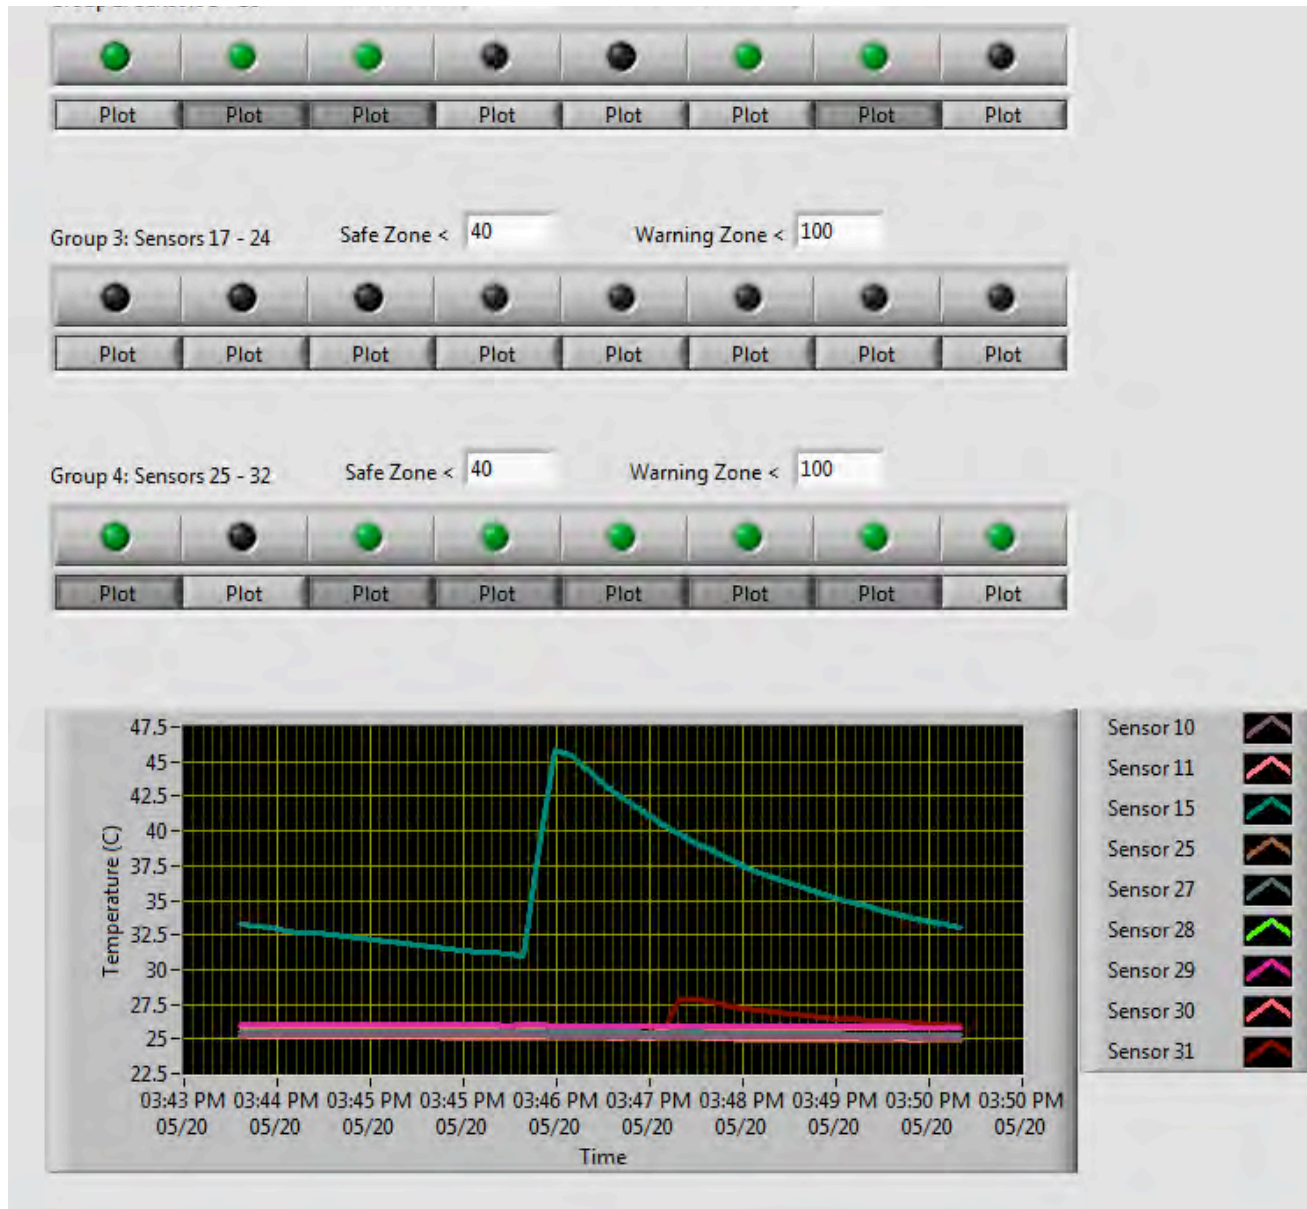 Plot Plot Plot Plot Plot Plot Plot Plot
Group 3: Sensors 17 - 24 Safe Zone < 40 Warning Zone < 100
Plot Plot Plot Plot Plot Plot Plot Plot
Group 4: Sensors 25 - 32 Safe Zone < 40 Warning Zone < 100
Plot Plot Plot Plot Plot Plot Plot Plot
47.5
45
42.5
40
37.5
35
32.5
30
27.5
25
22.5
Temperature (C)
03:43 PM 03:44 PM 03:45 PM 03:45 PM 03:46 PM 03:47 PM 03:48 PM 03:49 PM 03:50 PM 03:50 PM
05/20 05/20 05/20 05/20 05/20 05/20 05/20 05/20 05/20 05/20
Time
Sensor 10
Sensor 11
Sensor 15
Sensor 25
Sensor 27
Sensor 28
Sensor 29
Sensor 30
Sensor 31